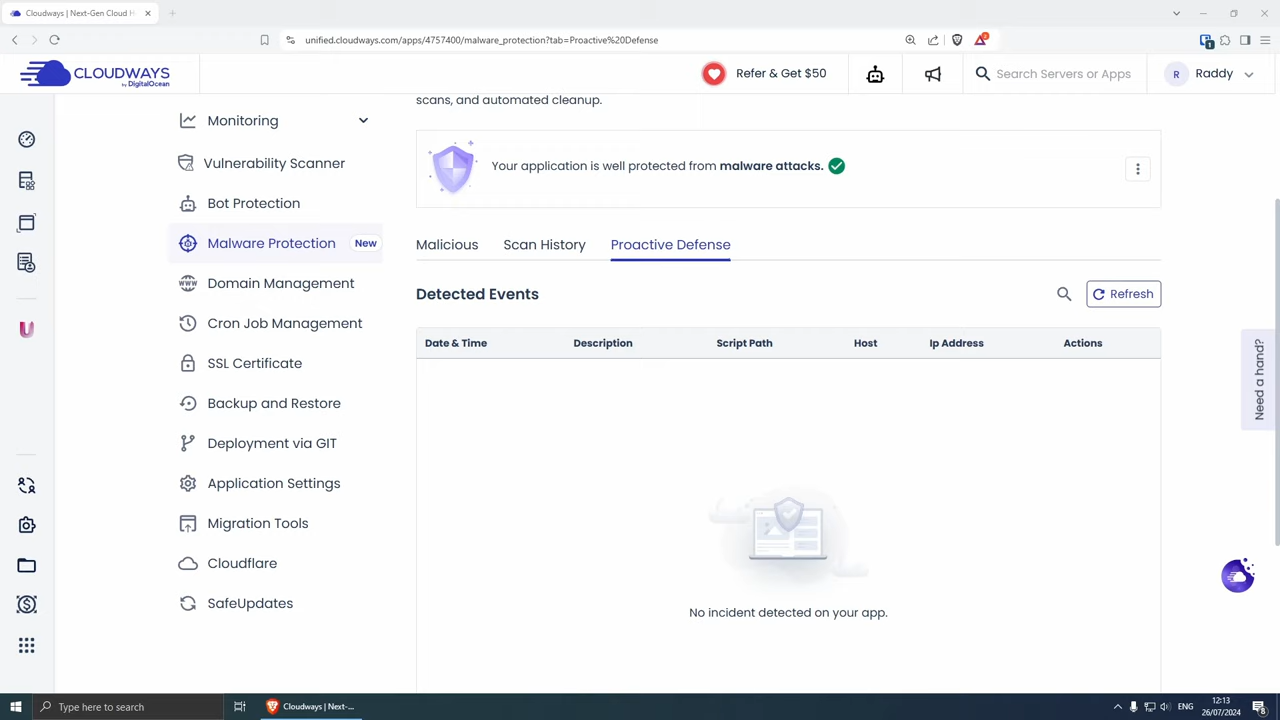 Cloudways | Next-Gen Cloud H
unified.cloudways.com/apps/4757400/malware_protection?tab=Proactive%20Defense
2
1
CLOUDWAYS
by DigitalOcean
Refer & Get $50
Search Servers or Apps
R
Raddy
scans, and automated cleanup.
Monitoring
Vulnerability Scanner
Bot Protection
Malware Protection
New
Domain Management
WWW
Cron Job Management
SSL Certificate
Backup and Restore
Deployment via GIT
Application Settings
Migration Tools
Cloudflare
SafeUpdates
U
Your application is well protected from malware attacks.
Malicious
Scan History
Proactive Defense
Detected Events
Refresh
Date & Time
Description
Script Path
Host
Ip Address
Actions
No incident detected on your app.
Need a hand?
Type here to search
Cloudways | Next-...
ENG
12:13
26/07/2024
8